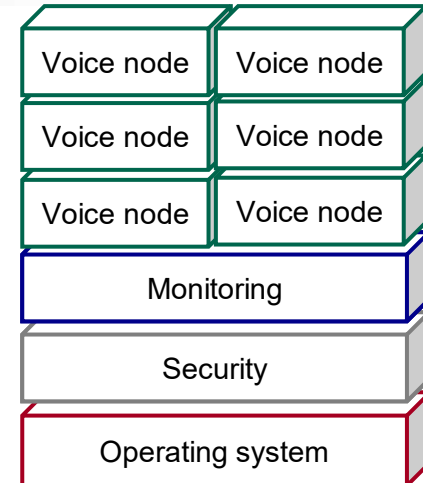 Voice node Voice node
Voice node Voice node
Voice node Voice node
Monitoring
Security
Operating system